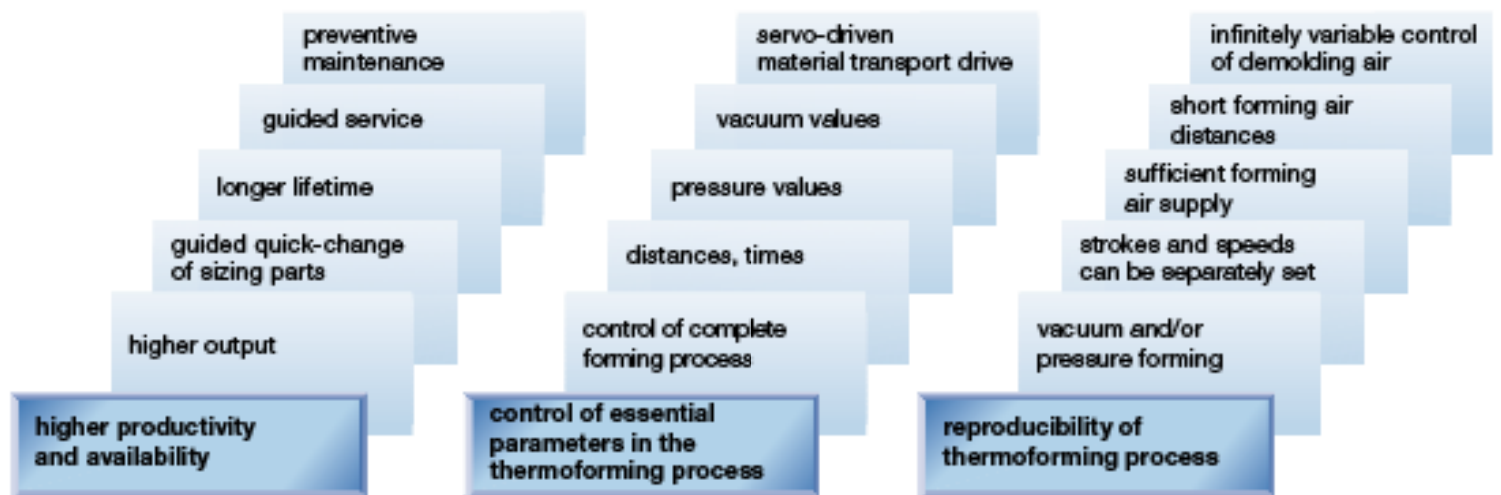 preventive
maintenance
guided service
longer lifetime
guided quick-change
of sizing parts
higher output
higher productivity
and availability
servo-driven
material transport drive
vacuum values
pressure values
distances, times
control of complete
forming process
control of essential
parameters in the
thermoforming process
infinitely variable control
of demolding air
short forming air
distances
sufficient forming
air supply
strokes and speeds
can be separately set
vacuum and/or
pressure forming
reproducibility of
thermoforming process